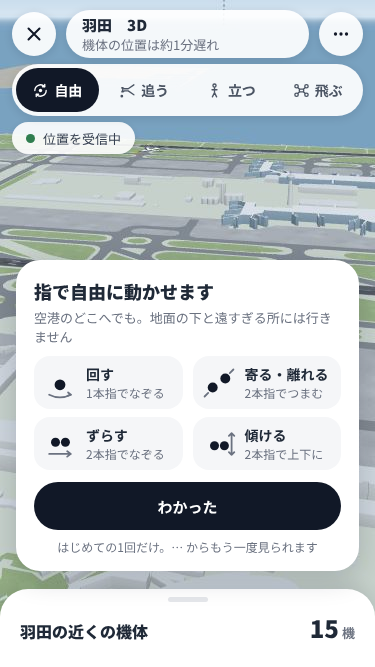 羽田 3D
機体の位置は約1分遅れ
自由
追う
立つ
飛ぶ
位置を受信中
指で自由に動かせます
空港のどこへでも。地面の下と遠すぎる所には行き
ません
回す
1本指でなぞる
寄る・離れる
2本指でつまむ
ずらす
2本指でなぞる
傾ける
2本指で上下に
わかった
はじめての1回だけ。… からもう一度見られます
羽田の近くの機体
15 機